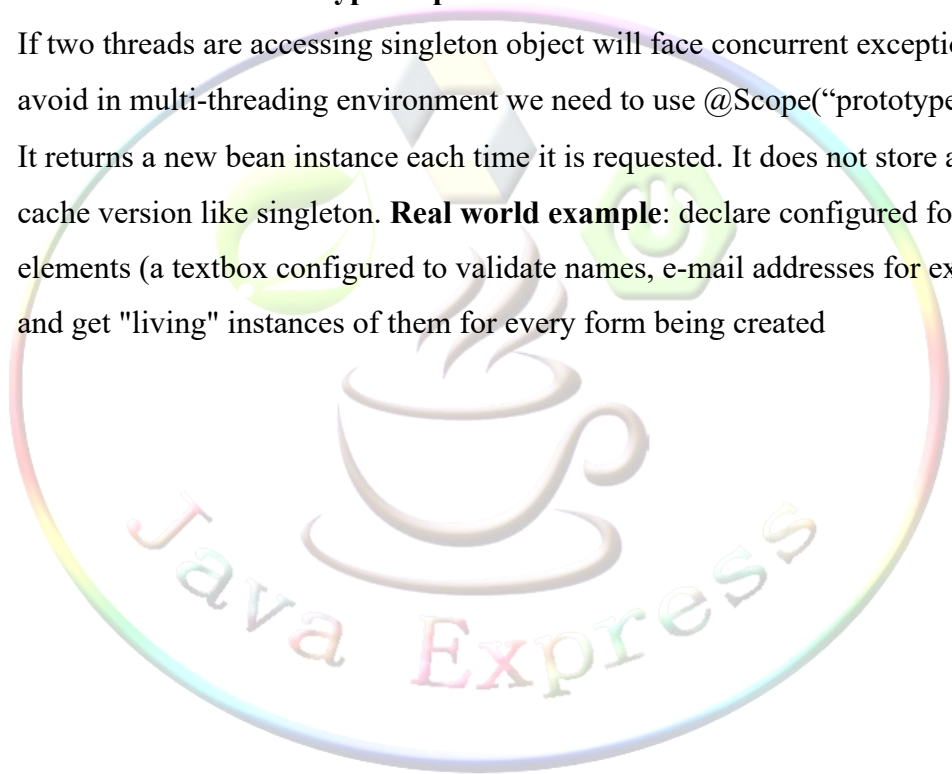 If two threads are accessing singleton object will face concurrent
avoid in multi-threading environment we need to use @Scope(“prototype
It returns a new bean instance each time it is requested. It does not store
cache version like singleton. Real world example: declare configured
elements (a textbox configured to validate names, e-mail addresses for
and get "living" instances of them for every form being created
Java Express